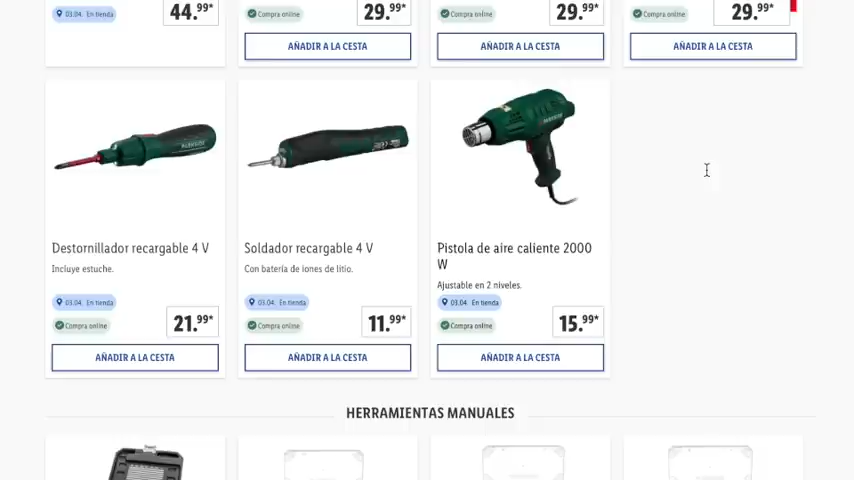 03.04. En tienda
44.99*
Compra online
29.99*
Compra online
29.99*
Compra online
29.99*
AÑADIR A LA CESTA
AÑADIR A LA CESTA
AÑADIR A LA CESTA
PARKSIDE
PARKSIDE
Destornillador recargable 4 V
Incluye estuche.
03.04. En tienda
Compra online
21.99*
AÑADIR A LA CESTA
Soldador recargable 4 V
Con batería de iones de litio.
03.04. En tienda
Compra online
11.99*
AÑADIR A LA CESTA
Pistola de aire caliente 2000
W
Ajustable en 2 niveles.
03.04. En tienda
Compra online
15.99*
AÑADIR A LA CESTA
HERRAMIENTAS MANUALES